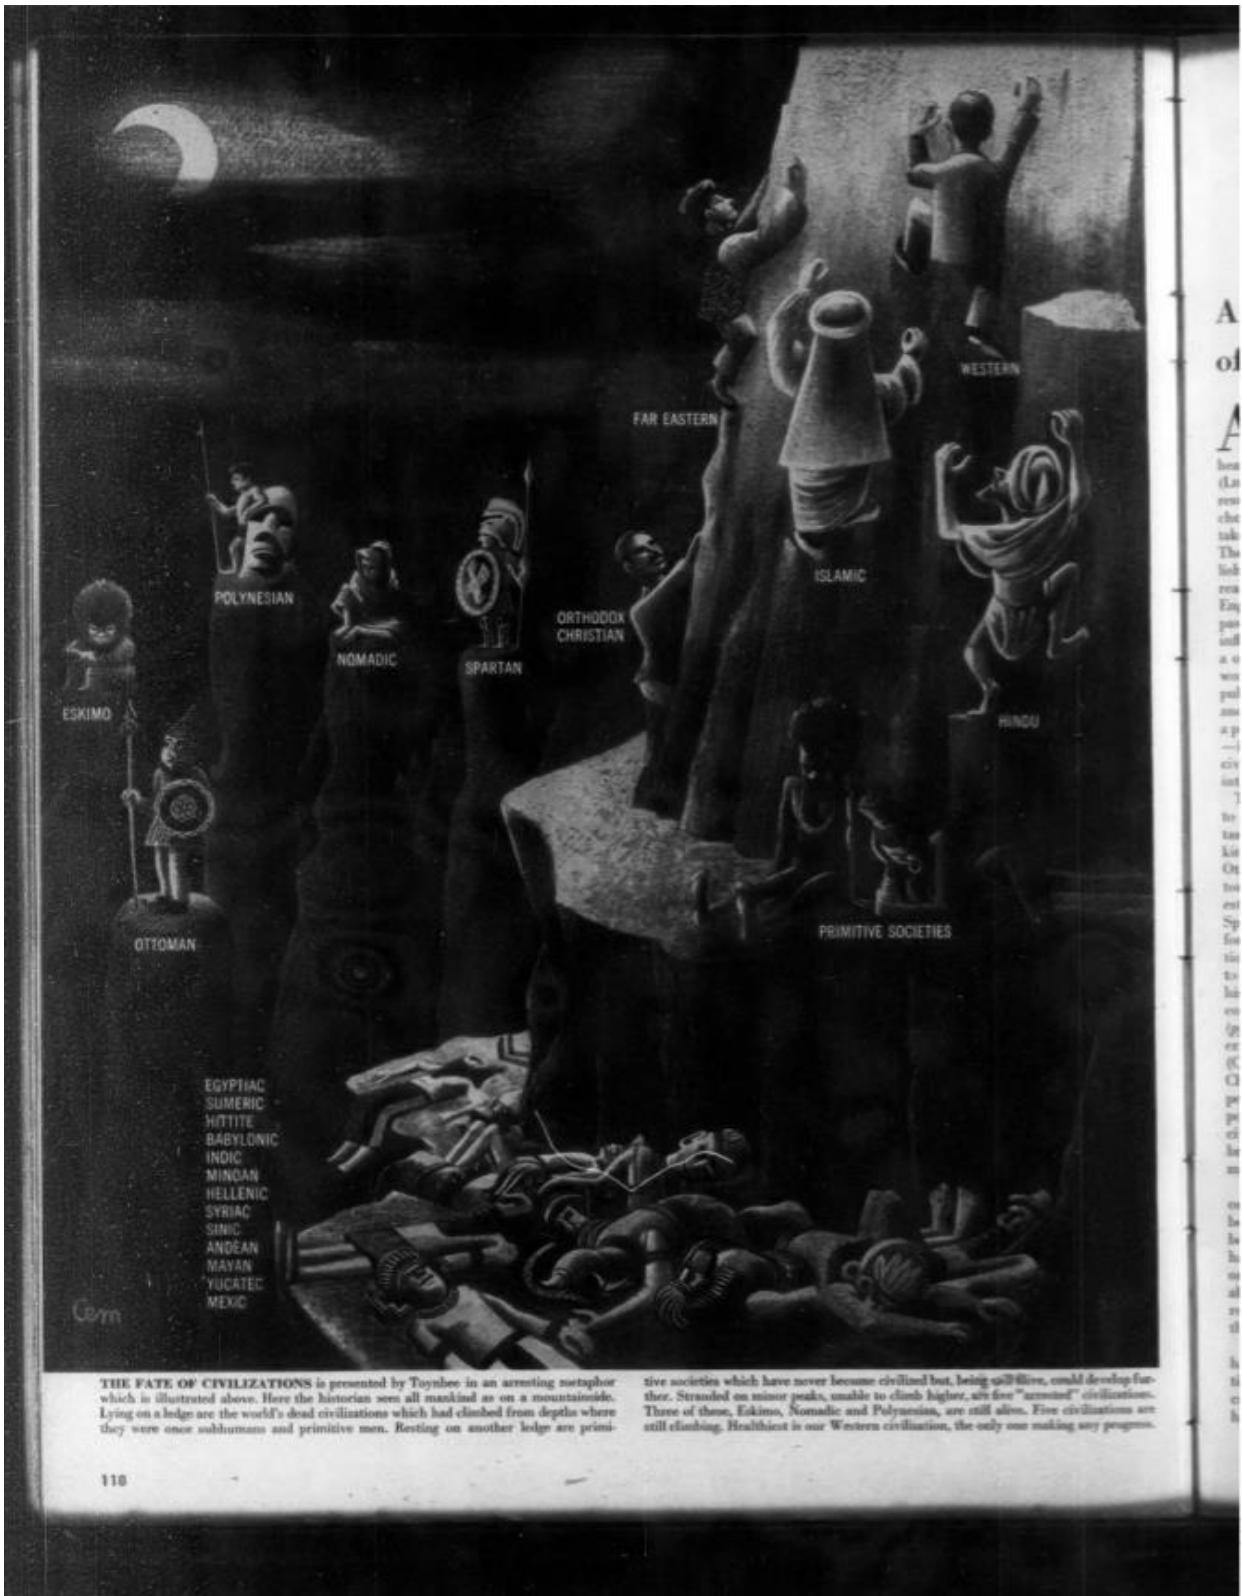 WESTERN
FAR EASTERN
ISLAMIC
POLYNESIAN
ORTHODOX
CHRISTIAN
NOMADIC
SPARTAN
ESKIMO
HINDU
OTTOMAN
PRIMITIVE SOCIETIES
EGYPTIAC
SUMERIC
HITTITE
BABYLONIC
INDIC
MINOAN
HELLENIC
SYRIAC
SINIC
ANDEAN
MAYAN
YUCATEC
MEXIC
Cem
THE FATE OF CIVILIZATIONS is presented by Toynbee in an arresting metaphor
which is illustrated above. Here the historian sees all mankind as on a mountainside.
Lying on a ledge are the world's dead civilizations which had climbed from depths where
they were once subhumans and primitive men. Resting on another ledge are primi-
tive societies which have never become civilized but, being still alive, could develop fur-
ther. Stranded on minor peaks, unable to climb higher, are five "arrested" civilizations.
Three of these, Eskimo, Nomadic and Polynesian, are still alive. Five civilizations are
still climbing. Healthiest is our Western civilization, the only one making any progress.
118
A
of
A